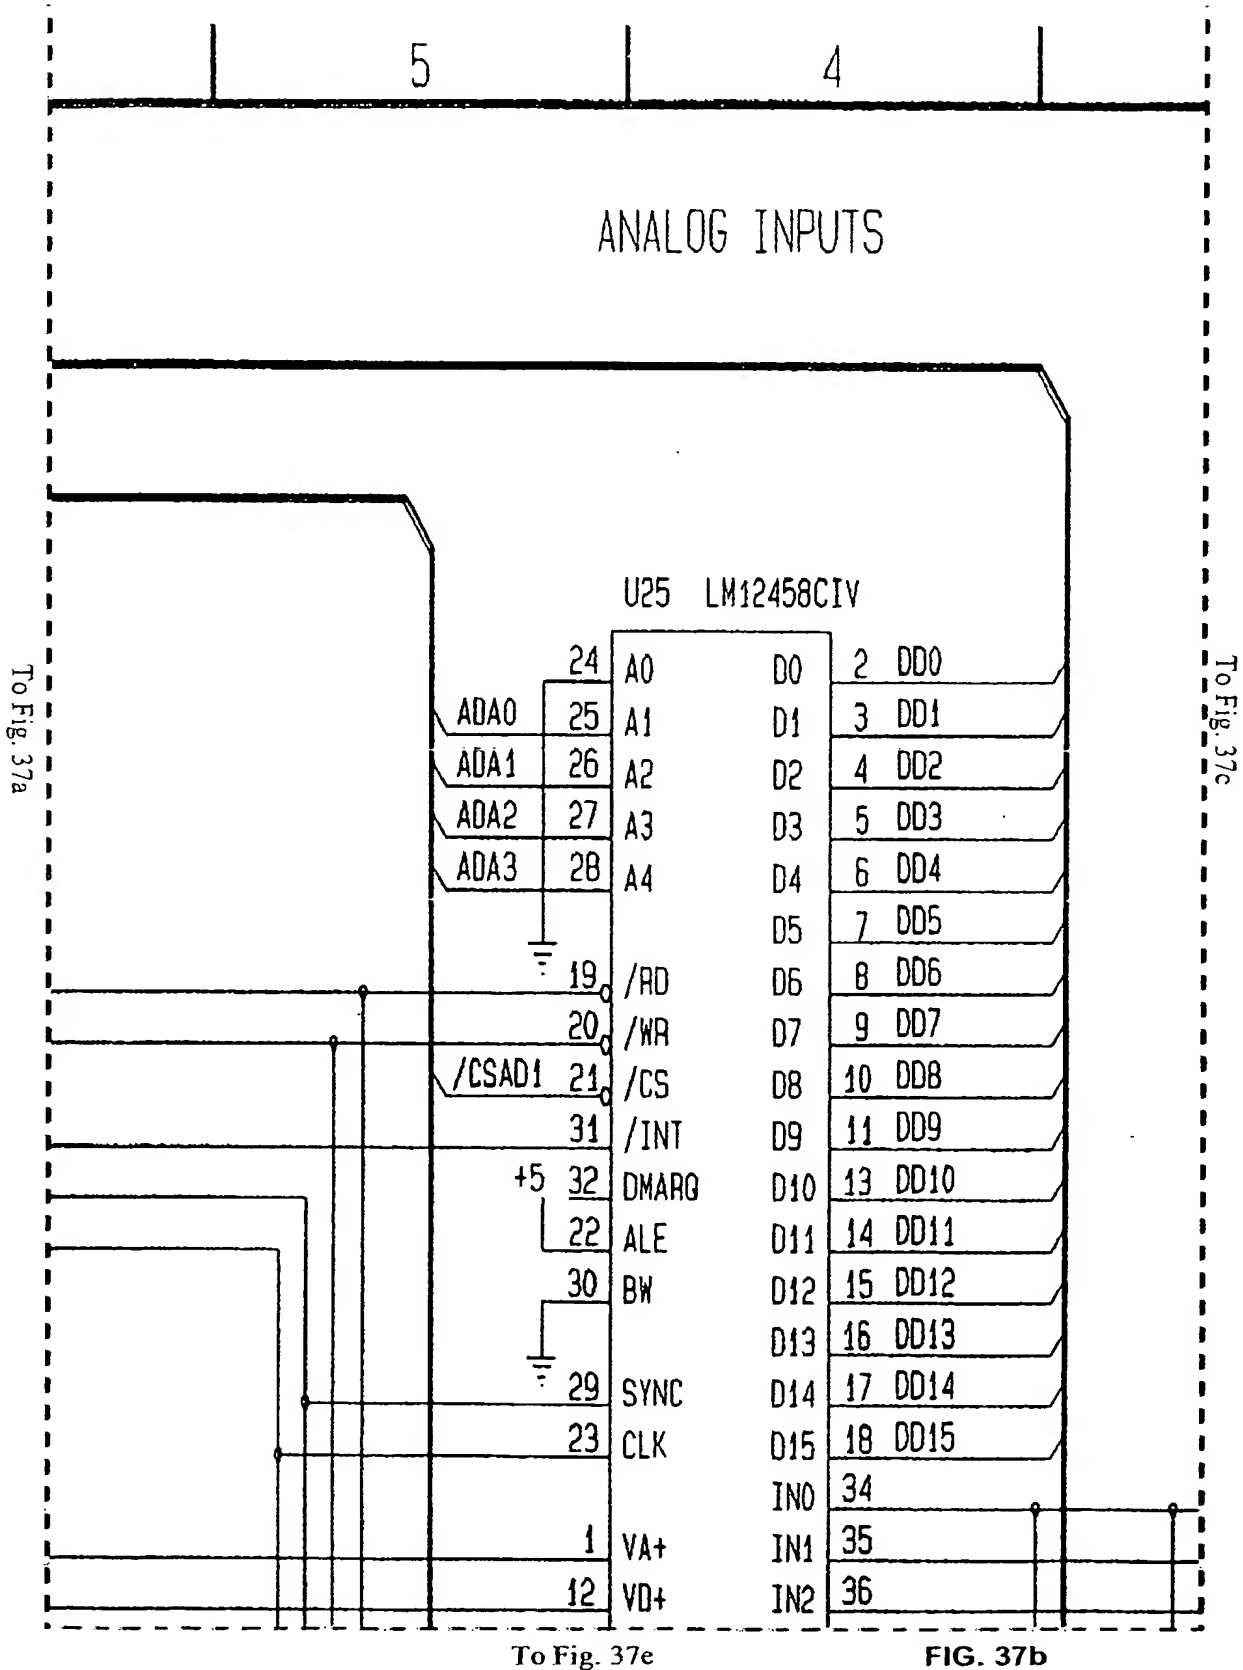 5 4
ANALOG INPUTS
U25 LM12458CIV
24 A0 D0 2 DD0
ADA0 25 A1 D1 3 DD1
ADA1 26 A2 D2 4 DD2
ADA2 27 A3 D3 5 DD3
ADA3 28 A4 D4 6 DD4
D5 7 DD5
19 /RD D6 8 DD6
20 /WR D7 9 DD7
/CSAD1 21 /CS D8 10 DD8
31 /INT D9 11 DD9
+5 32 DMARQ D10 13 DD10
22 ALE D11 14 DD11
30 BW D12 15 DD12
D13 16 DD13
29 SYNC D14 17 DD14
23 CLK D15 18 DD15
IN0 34
1 VA+ IN1 35
12 VD+ IN2 36
To Fig. 37a
To Fig. 37c
To Fig. 37e
FIG. 37b